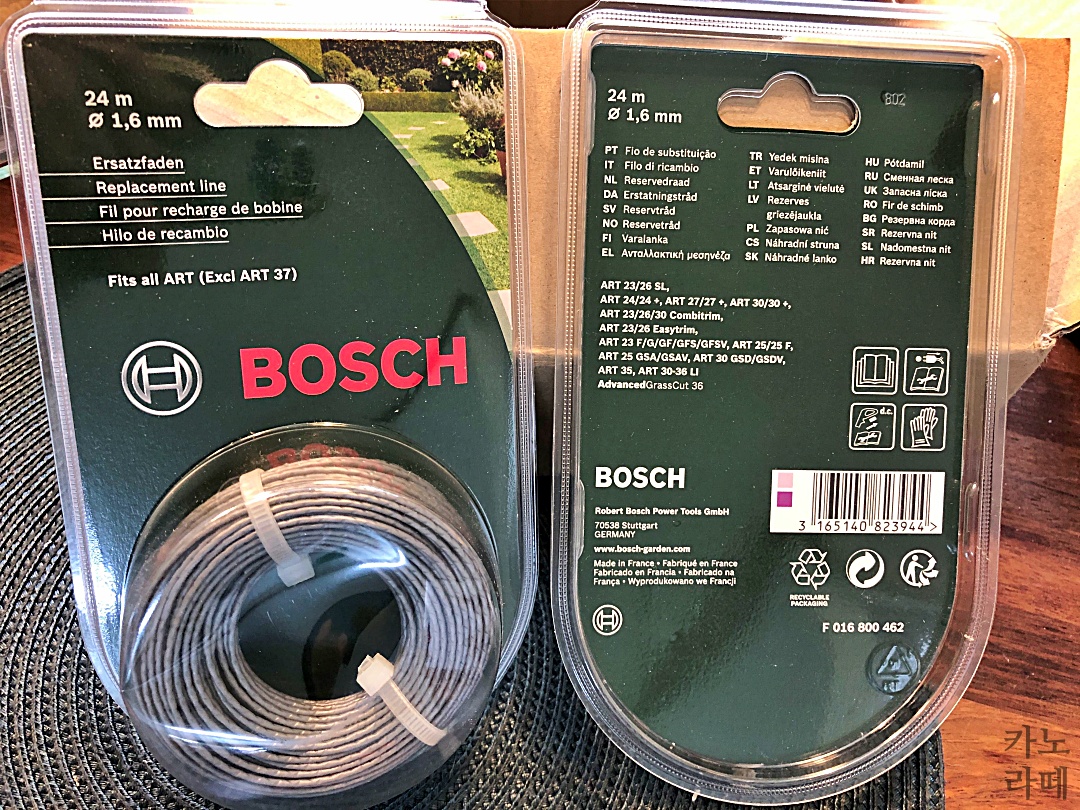 24 m
Ø 1,6 mm
Ersatzfaden
Replacement line
Fil pour recharge de bobine
Hilo de recambio
Fits all ART (Excl ART 37)
BOSCH
24 m
Ø 1,6 mm
802
PT Fio de substituição
IT Filo di ricambio
NL Reservedraad
DA Erstatningstråd
SV Reservtråd
NO Reservetråd
FI Varalanka
EL Ανταλλακτική μεσηνέζα
TR Yedek misina
ET Varulõikeniit
LT Atsarginė vielutė
LV Rezerves
griezējaukla
PL Zapasowa nić
CS Náhradní struna
SK Náhradné lanko
HU Pótdamil
RU Сменная леска
UK Запасна ліска
RO Fir de schimb
BG Резервна корда
SR Rezervna nit
SL Nadomestna nit
HR Rezervna nit
ART 23/26 SL,
ART 24/24 +, ART 27/27 +, ART 30/30 +,
ART 23/26/30 Combitrim,
ART 23/26 Easytrim,
ART 23 F/G/GF/GFS/GFSV, ART 25/25 F,
ART 25 GSA/GSAV, ART 30 GSD/GSDV,
ART 35, ART 30-36 LI
AdvancedGrassCut 36
d.c.
BOSCH
Robert Bosch Power Tools GmbH
70538 Stuttgart
GERMANY
www.bosch-garden.com
Made in France • Fabriqué en France
Fabricado en Francia • Fabricado na
França • Wyprodukowano we Francji
3 165140 823944 >
RECYCLABLE
PACKAGING
F 016 800 462
카노
라떼